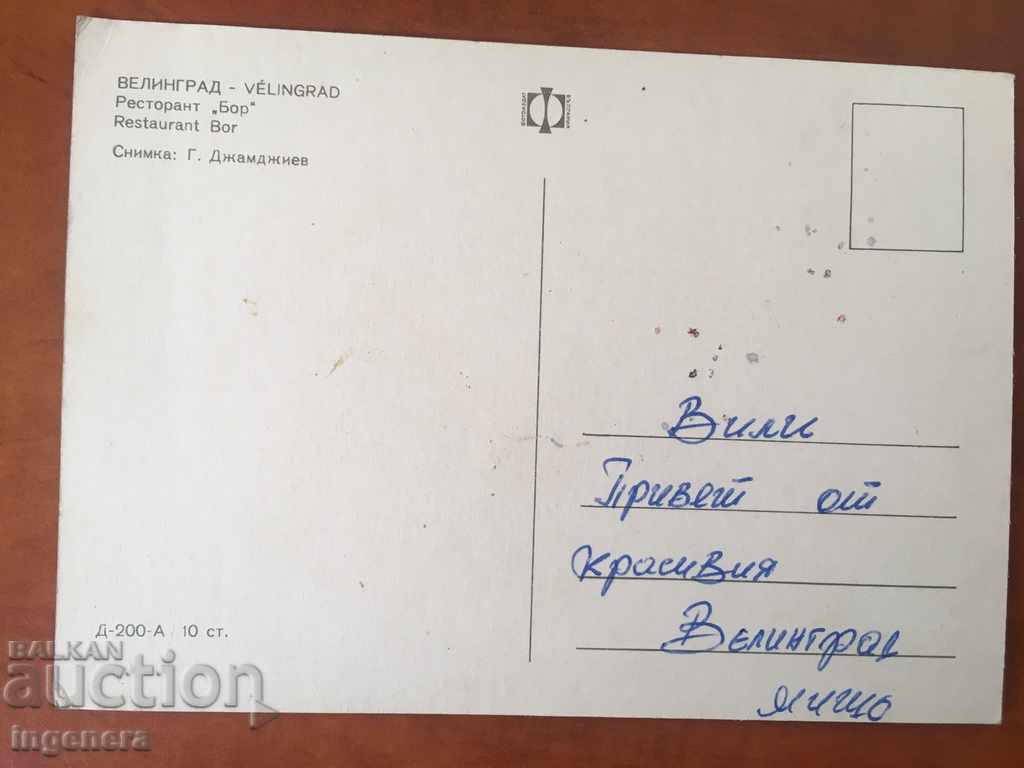 ВЕЛИНГРАД - VÉLINGRAD
Ресторант „Бор“
Restaurant Bor
Снимка: Г. Джамджиев
Вили
Привет от
Красивия
Велинград
Мишо
Д-200-А 10 ст.
BALKAN
auction
ingenera